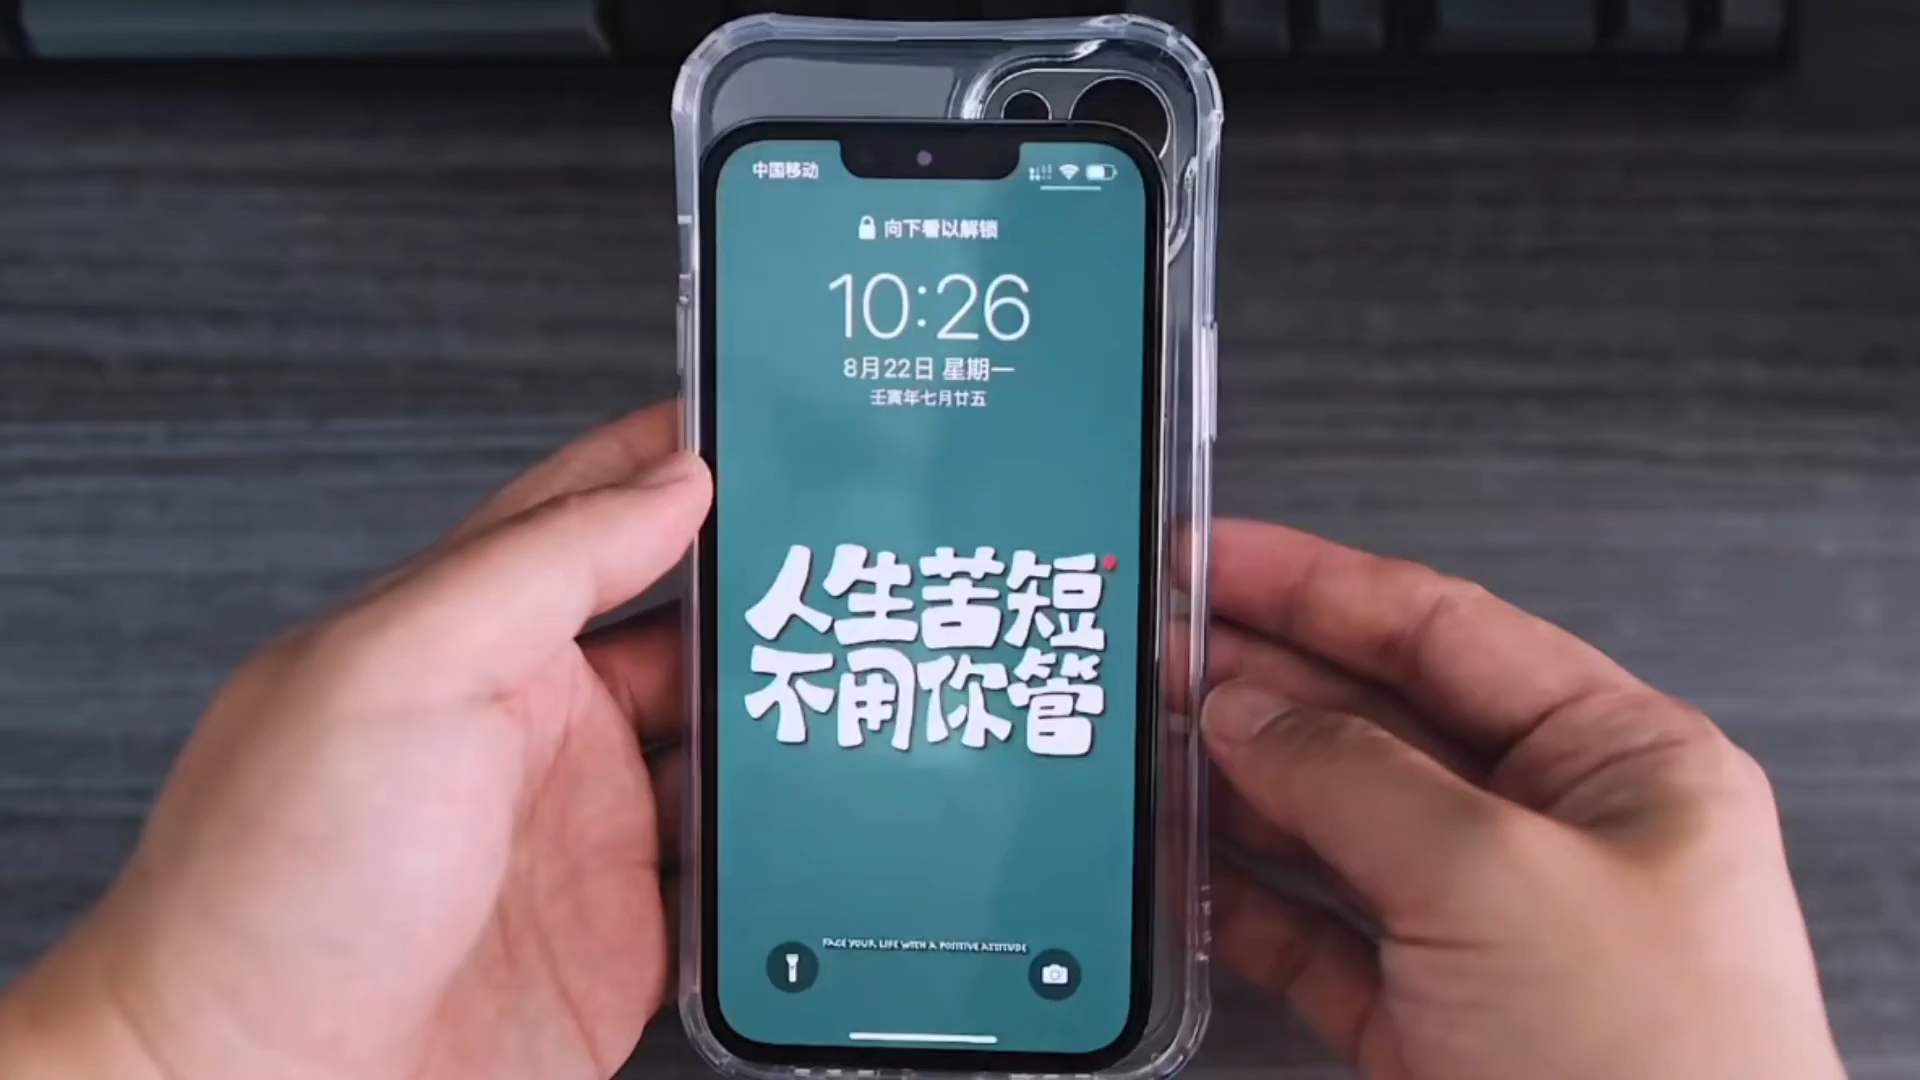 中国移动
向下看以解锁
10:26
8月22日 星期一
壬寅年七月廿五
人生苦短
不用你管
FACE YOUR LIFE WITH A POSITIVE ATTITUDE